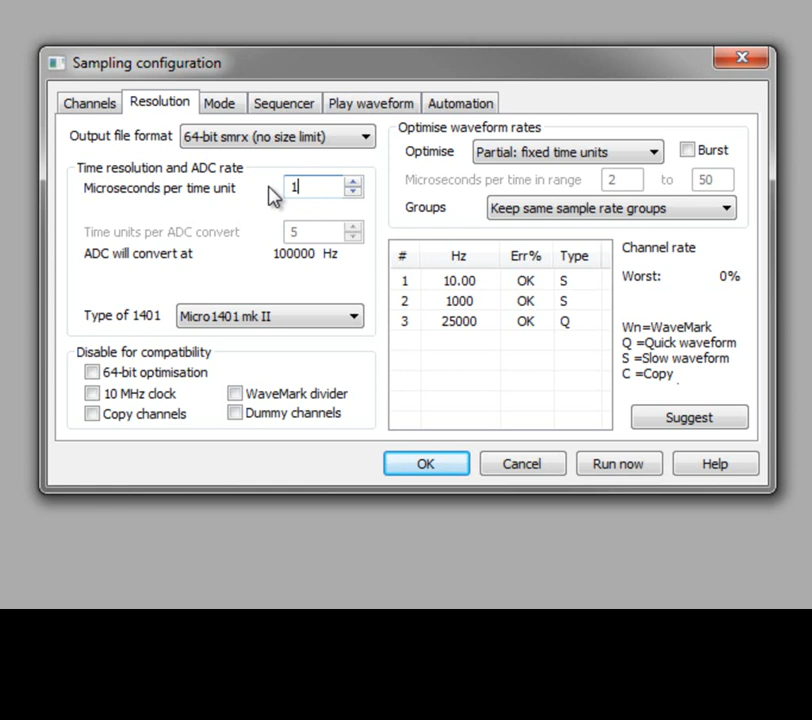 Sampling configuration
Channels Resolution Mode Sequencer Play waveform Automation
Output file format 64-bit smrx (no size limit)
Time resolution and ADC rate
Microseconds per time unit 1
Time units per ADC convert 5
ADC will convert at 100000 Hz
Type of 1401 Micro1401 mk II
Disable for compatibility
64-bit optimisation
10 MHz clock WaveMark divider
Copy channels Dummy channels
Optimise waveform rates
Optimise Partial: fixed time units Burst
Microseconds per time in range 2 to 50
Groups Keep same sample rate groups
# Hz Err% Type
1 10.00 OK S
2 1000 OK S
3 25000 OK Q
Channel rate
Worst: 0%
Wn=WaveMark
Q =Quick waveform
S =Slow waveform
C =Copy
Suggest
OK Cancel Run now Help